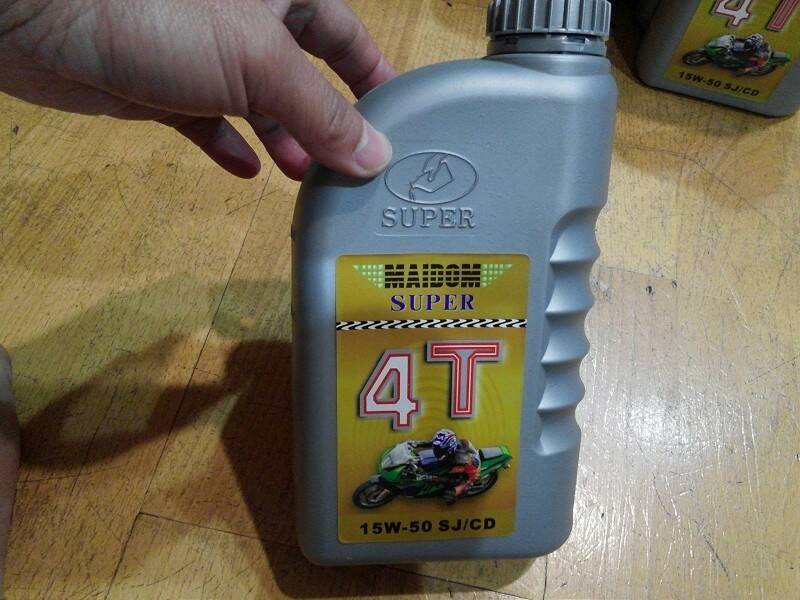 SUPER
MAIDOM
SUPER
4T
15W-50 SJ/CD
4T
15W-50 SJ/CD